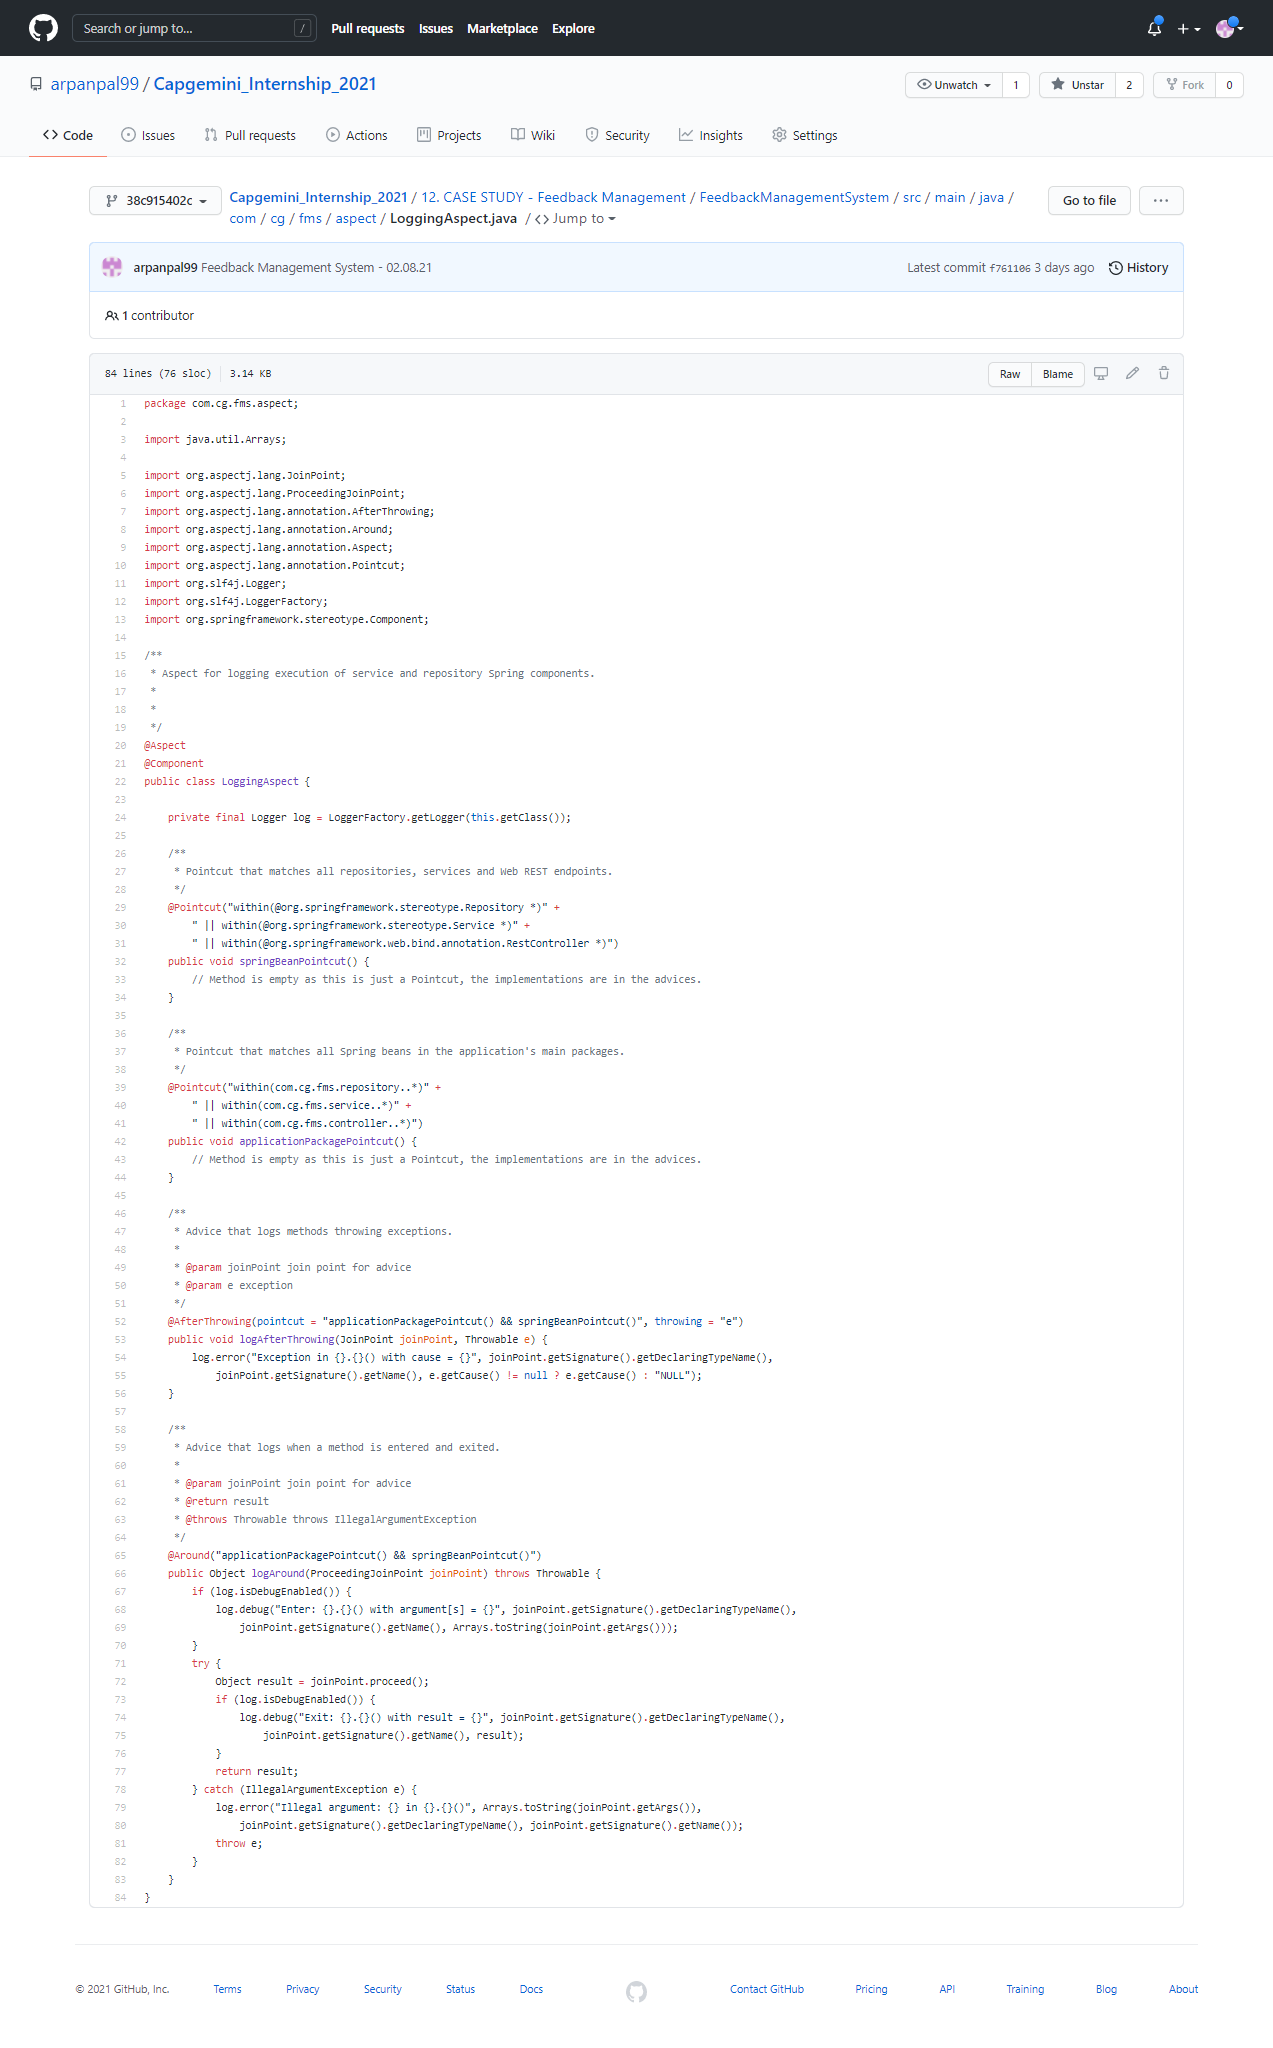 Search or jump to... / Pull requests Issues Marketplace Explore
arpanpal99 / Capgemini_Internship_2021 Unwatch 1 Unstar 2 Fork 0
Code Issues Pull requests Actions Projects Wiki Security Insights Settings
38c915402c Capgemini_Internship_2021 / 12. CASE STUDY - Feedback Management / FeedbackManagementSystem / src / main / java / Go to file ...
com / cg / fms / aspect / LoggingAspect.java / <> Jump to
arpanpal99 Feedback Management System - 02.08.21 Latest commit f761106 3 days ago History
1 contributor
84 lines (76 sloc) 3.14 KB Raw Blame
1 package com.cg.fms.aspect;
2
3 import java.util.Arrays;
4
5 import org.aspectj.lang.JoinPoint;
6 import org.aspectj.lang.ProceedingJoinPoint;
7 import org.aspectj.lang.annotation.AfterThrowing;
8 import org.aspectj.lang.annotation.Around;
9 import org.aspectj.lang.annotation.Aspect;
10 import org.aspectj.lang.annotation.Pointcut;
11 import org.slf4j.Logger;
12 import org.slf4j.LoggerFactory;
13 import org.springframework.stereotype.Component;
14
15 /**
16  * Aspect for logging execution of service and repository Spring components.
17  *
18  *
19  */
20 @Aspect
21 @Component
22 public class LoggingAspect {
23
24     private final Logger log = LoggerFactory.getLogger(this.getClass());
25
26     /**
27      * Pointcut that matches all repositories, services and Web REST endpoints.
28      */
29     @Pointcut("within(@org.springframework.stereotype.Repository *)" +
30         " || within(@org.springframework.stereotype.Service *)" +
31         " || within(@org.springframework.web.bind.annotation.RestController *)")
32     public void springBeanPointcut() {
33         // Method is empty as this is just a Pointcut, the implementations are in the advices.
34     }
35
36     /**
37      * Pointcut that matches all Spring beans in the application's main packages.
38      */
39     @Pointcut("within(com.cg.fms.repository..*)" +
40         " || within(com.cg.fms.service..*)" +
41         " || within(com.cg.fms.controller..*)")
42     public void applicationPackagePointcut() {
43         // Method is empty as this is just a Pointcut, the implementations are in the advices.
44     }
45
46     /**
47      * Advice that logs methods throwing exceptions.
48      *
49      * @param joinPoint join point for advice
50      * @param e exception
51      */
52     @AfterThrowing(pointcut = "applicationPackagePointcut() && springBeanPointcut()", throwing = "e")
53     public void logAfterThrowing(JoinPoint joinPoint, Throwable e) {
54         log.error("Exception in {}.{}() with cause = {}", joinPoint.getSignature().getDeclaringTypeName(),
55             joinPoint.getSignature().getName(), e.getCause() != null ? e.getCause() : "NULL");
56     }
57
58     /**
59      * Advice that logs when a method is entered and exited.
60      *
61      * @param joinPoint join point for advice
62      * @return result
63      * @throws Throwable throws IllegalArgumentException
64      */
65     @Around("applicationPackagePointcut() && springBeanPointcut()")
66     public Object logAround(ProceedingJoinPoint joinPoint) throws Throwable {
67         if (log.isDebugEnabled()) {
68             log.debug("Enter: {}.{}() with argument[s] = {}", joinPoint.getSignature().getDeclaringTypeName(),
69                 joinPoint.getSignature().getName(), Arrays.toString(joinPoint.getArgs()));
70         }
71         try {
72             Object result = joinPoint.proceed();
73             if (log.isDebugEnabled()) {
74                 log.debug("Exit: {}.{}() with result = {}", joinPoint.getSignature().getDeclaringTypeName(),
75                     joinPoint.getSignature().getName(), result);
76             }
77             return result;
78         } catch (IllegalArgumentException e) {
79             log.error("Illegal argument: {} in {}.{}()", Arrays.toString(joinPoint.getArgs()),
80                 joinPoint.getSignature().getDeclaringTypeName(), joinPoint.getSignature().getName());
81             throw e;
82         }
83     }
84 }
© 2021 GitHub, Inc. Terms Privacy Security Status Docs Contact GitHub Pricing API Training Blog About